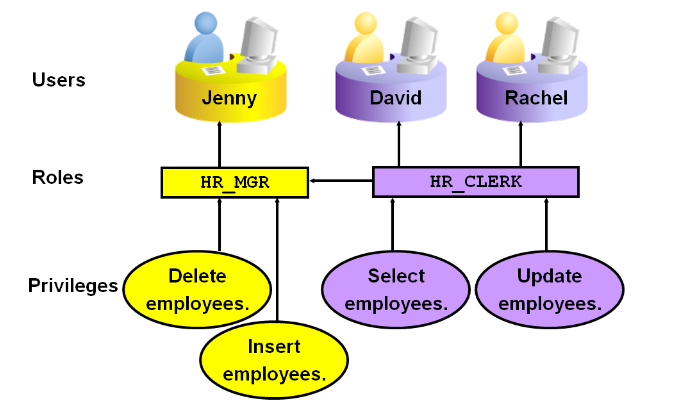 Users
Jenny
David
Rachel
Roles
HR_MGR
HR_CLERK
Privileges
Delete
employees.
Select
employees.
Update
employees.
Insert
employees.